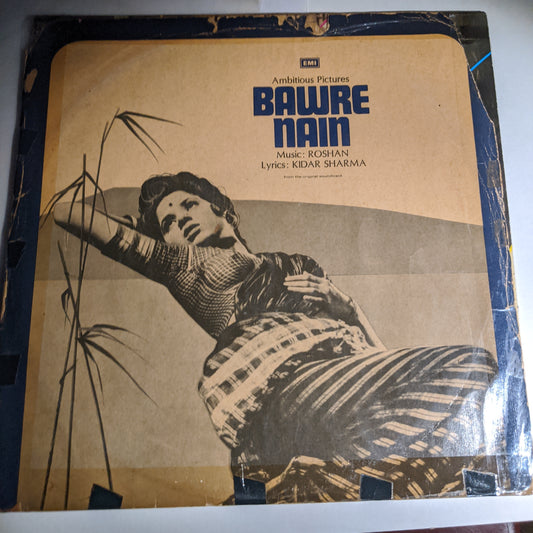 EMI
Ambitious Pictures
BAWRE
NAIN
Music: ROSHAN
Lyrics: KIDAR SHARMA
from the original soundtrack